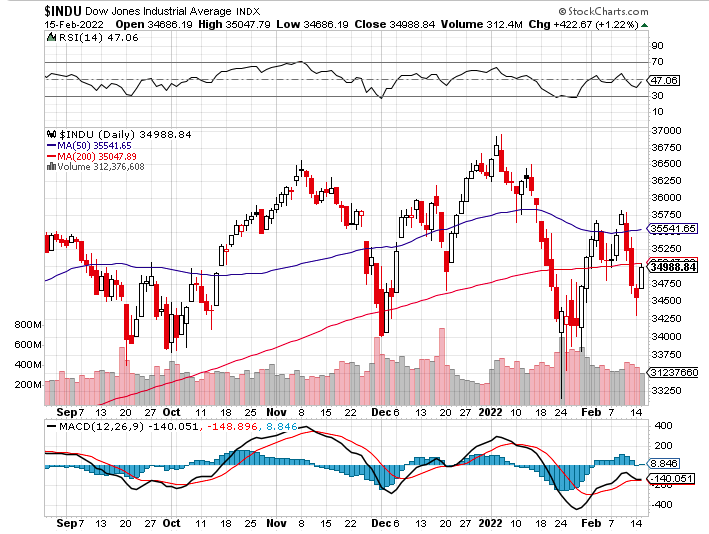 $INDU Dow Jones Industrial Average INDX © StockCharts.com
15-Feb-2022 Open 34686.19 High 35047.79 Low 34686.19 Close 34988.84 Volume 312.4M Chg +422.67 (+1.22%)
RSI(14) 47.06
90
70
47.06
30
10
$INDU (Daily) 34988.84
MA(50) 35541.65
MA(200) 35047.89
Volume 312,376,608
37000
36750
36500
36250
36000
35750
35541.65
35250
34988.84
34750
34500
34250
34000
33750
31237660
33250
800M
600M
400M
200M
Sep 7 13 20 27 Oct 11 18 25 Nov 8 15 22 Dec 6 13 20 27 2022 10 18 24 Feb 7 14
MACD(12,26,9) -140.051, -148.896, 8.846
400
200
8.846
-140.051
-400
Sep 7 13 20 27 Oct 11 18 25 Nov 8 15 22 Dec 6 13 20 27 2022 10 18 24 Feb 7 14